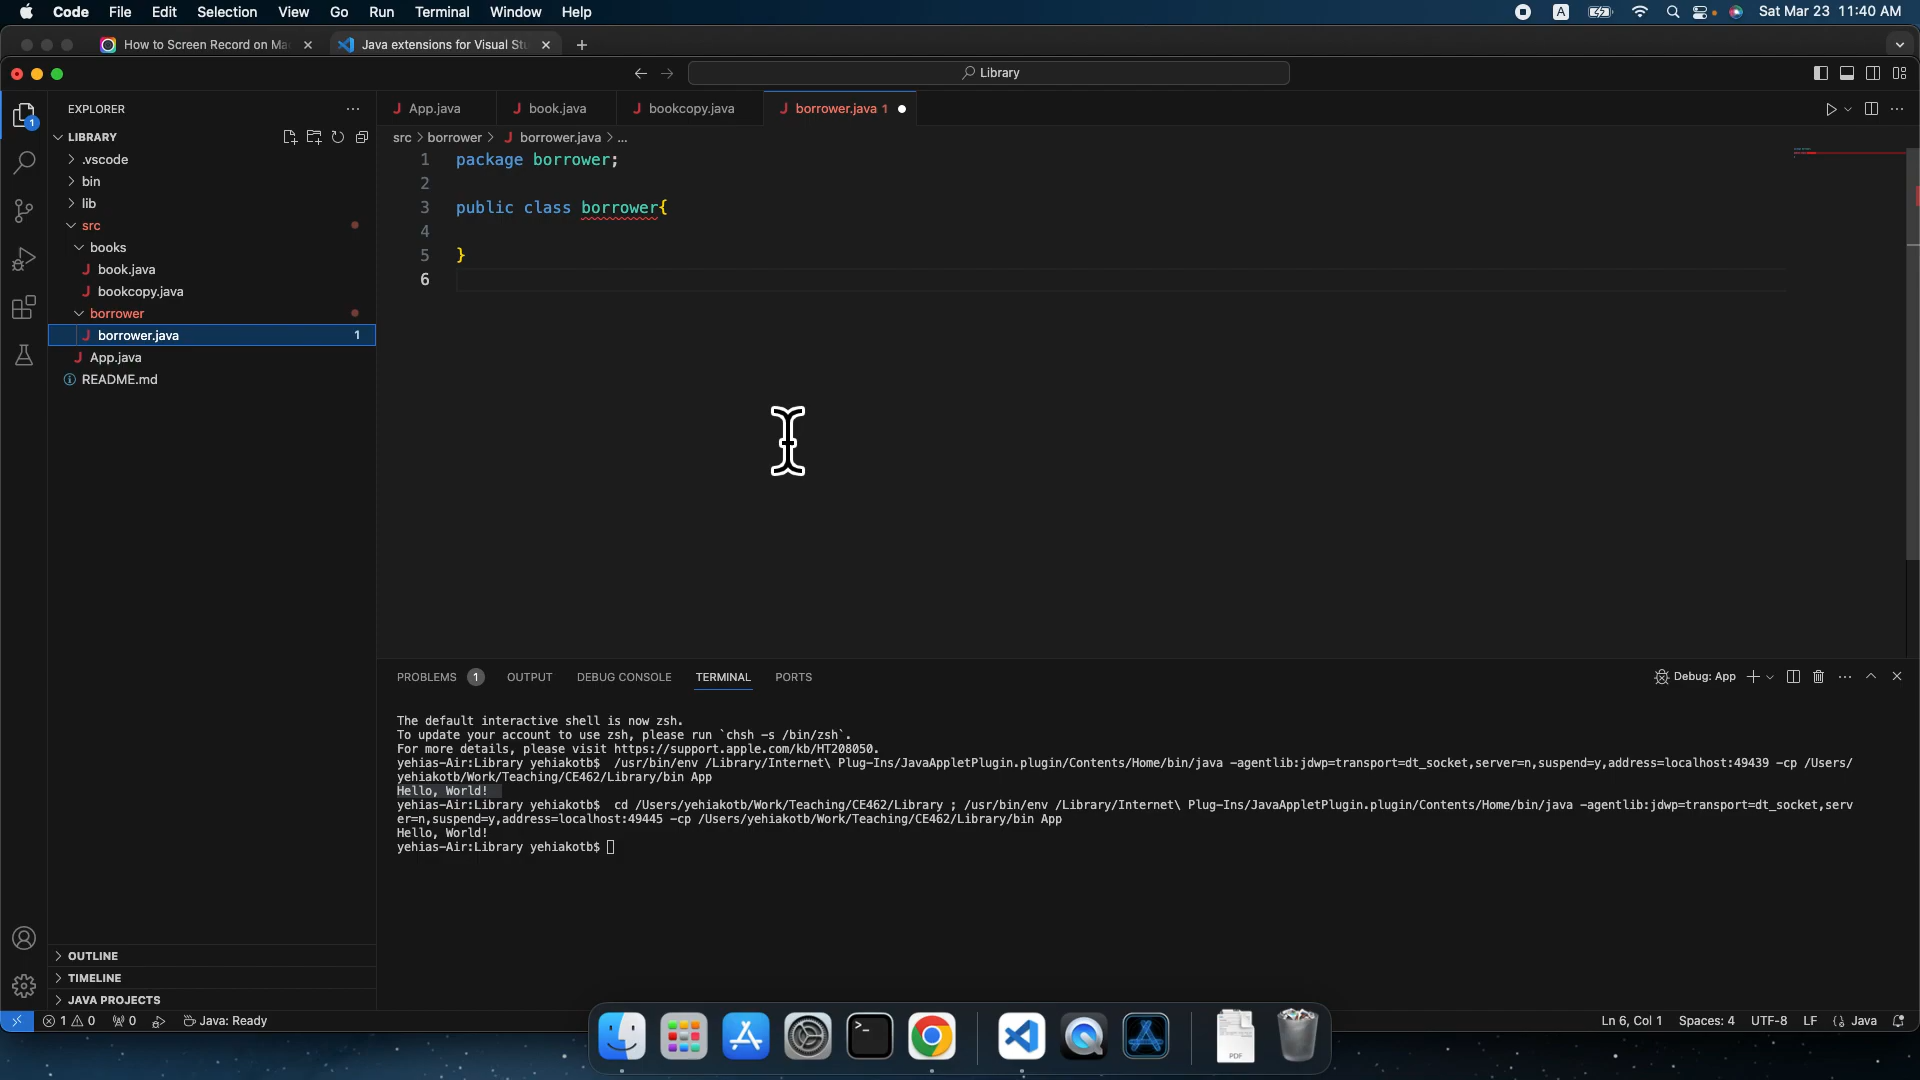 Code File Edit Selection View Go Run Terminal Window Help A Sat Mar 23 11:40 AM
How to Screen Record on Ma
Java extensions for Visual Stu
Library
EXPLORER
App.java
book.java
bookcopy.java
borrower.java 1
LIBRARY
.vscode
bin
lib
src
books
book.java
bookcopy.java
borrower
borrower.java 1
App.java
README.md
OUTLINE
TIMELINE
JAVA PROJECTS
src > borrower > borrower.java > ...
1 package borrower;
2
3 public class borrower{
4
5 }
6
PROBLEMS 1 OUTPUT DEBUG CONSOLE TERMINAL PORTS
Debug: App
The default interactive shell is now zsh.
To update your account to use zsh, please run `chsh -s /bin/zsh`.
For more details, please visit https://support.apple.com/kb/HT208050.
yehias-Air:Library yehiakotb$ /usr/bin/env /Library/Internet\ Plug-Ins/JavaAppletPlugin.plugin/Contents/Home/bin/java -agentlib:jdwp=transport=dt_socket,server=n,suspend=y,address=localhost:49439 -cp /Users/
yehiakotb/Work/Teaching/CE462/Library/bin App
Hello, World!
yehias-Air:Library yehiakotb$ cd /Users/yehiakotb/Work/Teaching/CE462/Library ; /usr/bin/env /Library/Internet\ Plug-Ins/JavaAppletPlugin.plugin/Contents/Home/bin/java -agentlib:jdwp=transport=dt_socket,serv
er=n,suspend=y,address=localhost:49445 -cp /Users/yehiakotb/Work/Teaching/CE462/Library/bin App
Hello, World!
yehias-Air:Library yehiakotb$
1 0 0 Java: Ready
Ln 6, Col 1 Spaces: 4 UTF-8 LF {} Java
PDF